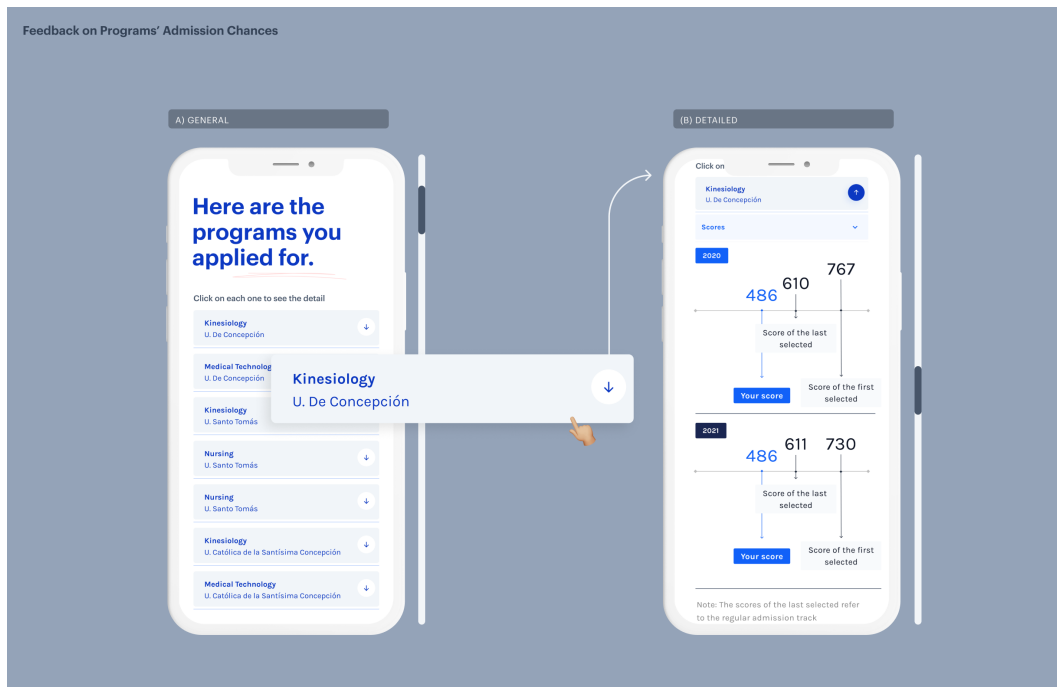 Feedback on Programs’ Admission Chances
A) GENERAL
Here are the
programs you
applied for.
Click on each one to see the detail
Kinesiology
U. De Concepción
Medical Technolog
U. De Concepción
Kinesiology
U. De Concepción
Kinesiology
U. Santo Tomás
Nursing
U. Santo Tomás
Nursing
U. Santo Tomás
Kinesiology
U. Católica de la Santísima Concepción
Medical Technology
U. Católica de la Santísima Concepción
(B) DETAILED
Click on
Kinesiology
U. De Concepción
Scores
2020
486 610 767
Score of the last
selected
Your score
Score of the first
selected
2021
486 611 730
Score of the last
selected
Your score
Score of the first
selected
Note: The scores of the last selected refer
to the regular admission track